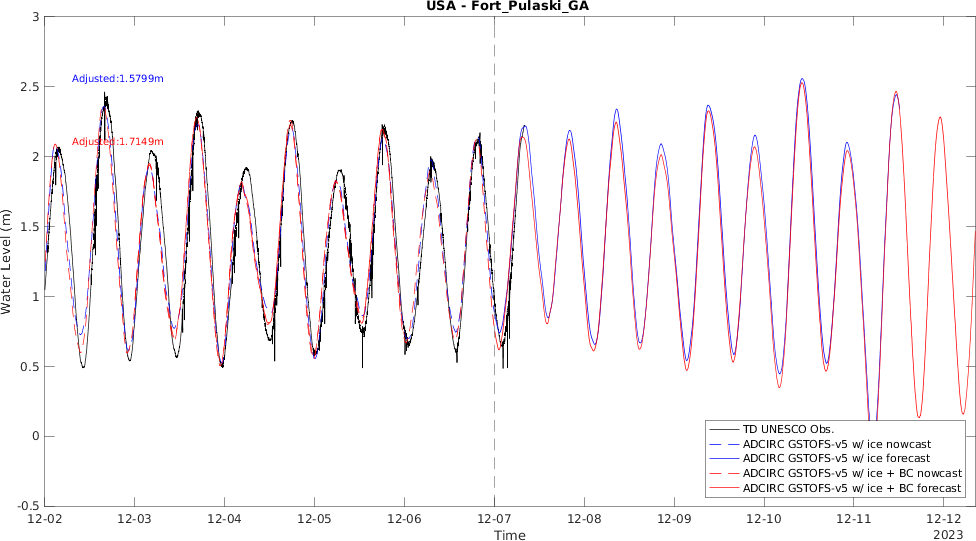 USA - Fort_Pulaski_GA
3
2.5
2
1.5
1
0.5
0
-0.5
Water Level (m)
Adjusted:1.5799m
Adjusted:1.7149m
TD UNESCO Obs.
ADCIRC GSTOFS-v5 w/ ice nowcast
ADCIRC GSTOFS-v5 w/ ice forecast
ADCIRC GSTOFS-v5 w/ ice + BC nowcast
ADCIRC GSTOFS-v5 w/ ice + BC forecast
12-02 12-03 12-04 12-05 12-06 12-07 12-08 12-09 12-10 12-11 12-12
Time
2023